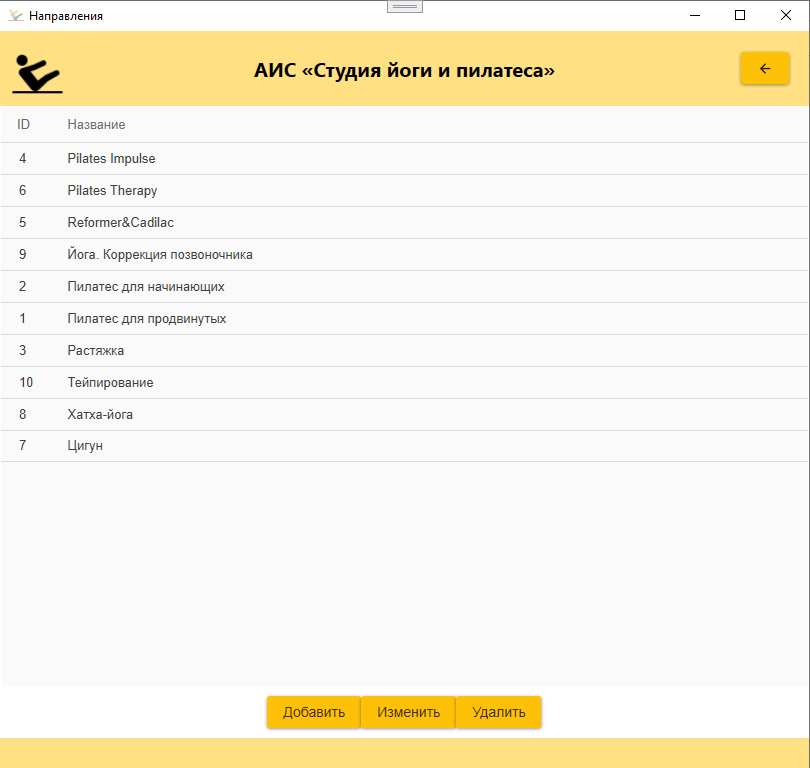 Направления
АИС «Студия йоги и пилатеса»
ID Название
4 Pilates Impulse
6 Pilates Therapy
5 Reformer&Cadilac
9 Йога. Коррекция позвоночника
2 Пилатес для начинающих
1 Пилатес для продвинутых
3 Растяжка
10 Тейпирование
8 Хатха-йога
7 Цигун
Добавить Изменить Удалить